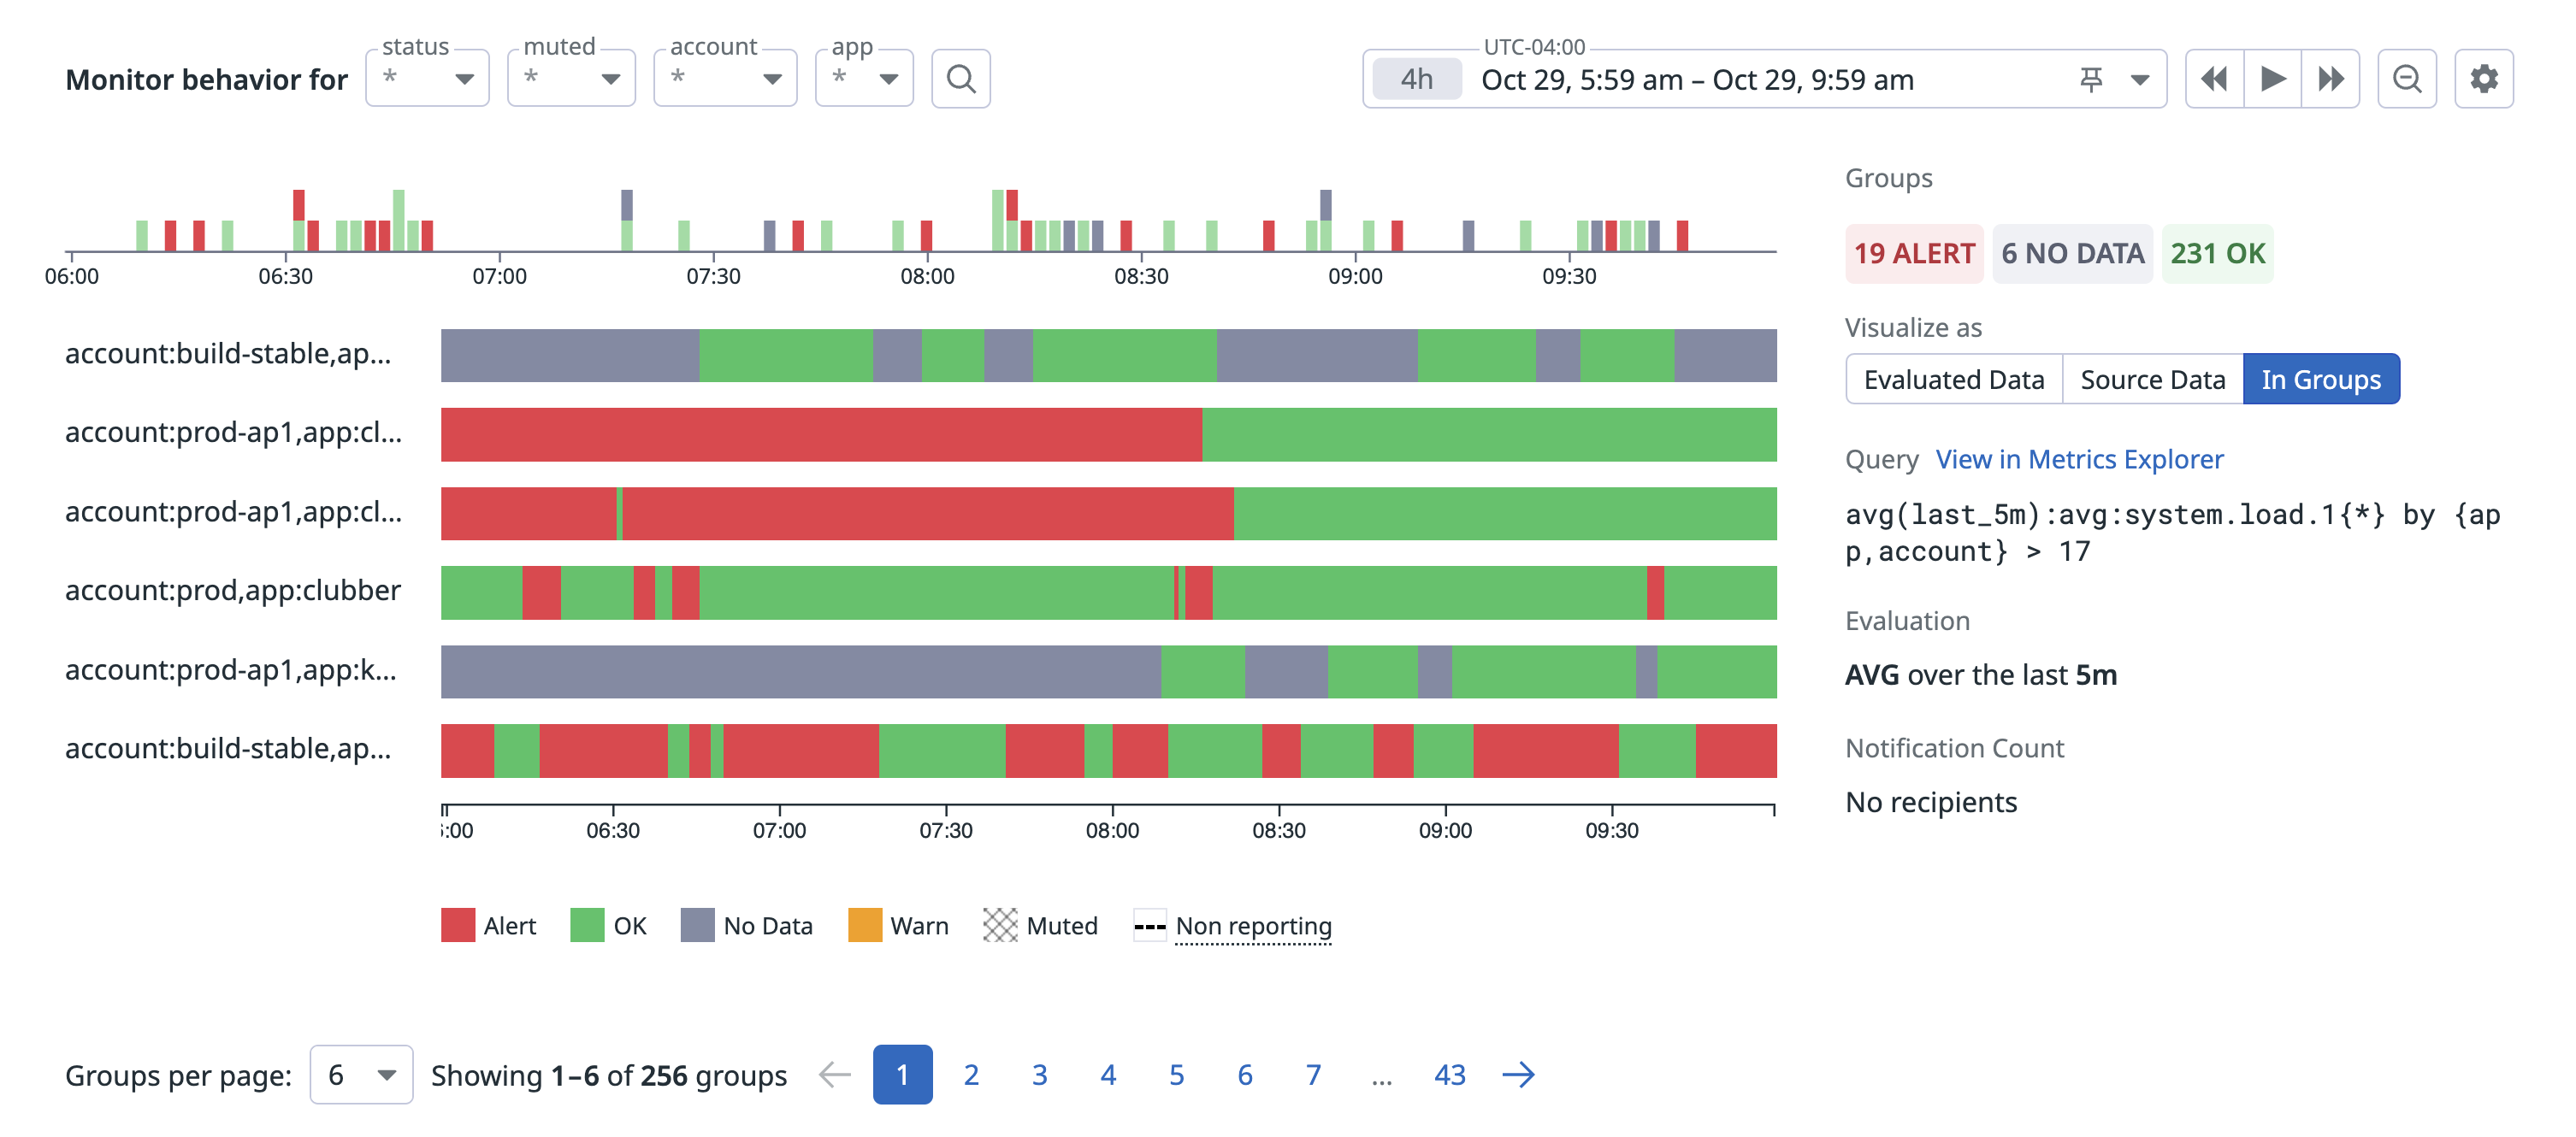 Monitor behavior for
status
*
muted
*
account
*
app
*
UTC-04:00
4h Oct 29, 5:59 am – Oct 29, 9:59 am
06:00 06:30 07:00 07:30 08:00 08:30 09:00 09:30
account:build-stable,ap...
account:prod-ap1,app:cl...
account:prod-ap1,app:cl...
account:prod,app:clubber
account:prod-ap1,app:k...
account:build-stable,ap...
:00 06:30 07:00 07:30 08:00 08:30 09:00 09:30
Alert OK No Data Warn Muted Non reporting
Groups
19 ALERT 6 NO DATA 231 OK
Visualize as
Evaluated Data Source Data In Groups
Query View in Metrics Explorer
avg(last_5m):avg:system.load.1{*} by {ap
p,account} > 17
Evaluation
AVG over the last 5m
Notification Count
No recipients
Groups per page: 6 Showing 1–6 of 256 groups 1 2 3 4 5 6 7 ... 43